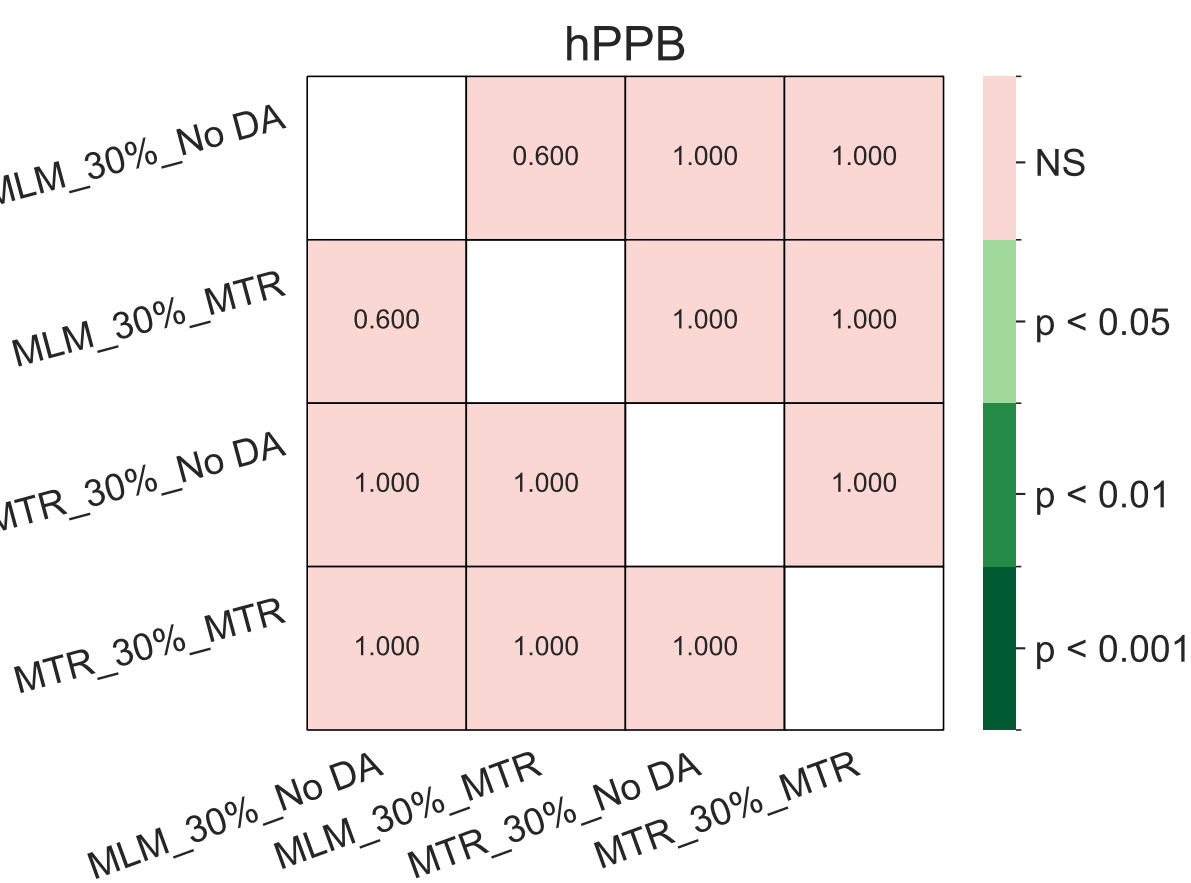 hPPB
MLM_30%_No DA
0.600 1.000 1.000
NS
MLM_30%_MTR
0.600 1.000 1.000
p < 0.05
MTR_30%_No DA
1.000 1.000 1.000
p < 0.01
MTR_30%_MTR
1.000 1.000 1.000
p < 0.001
MLM_30%_No DA
MLM_30%_MTR
MTR_30%_No DA
MTR_30%_MTR